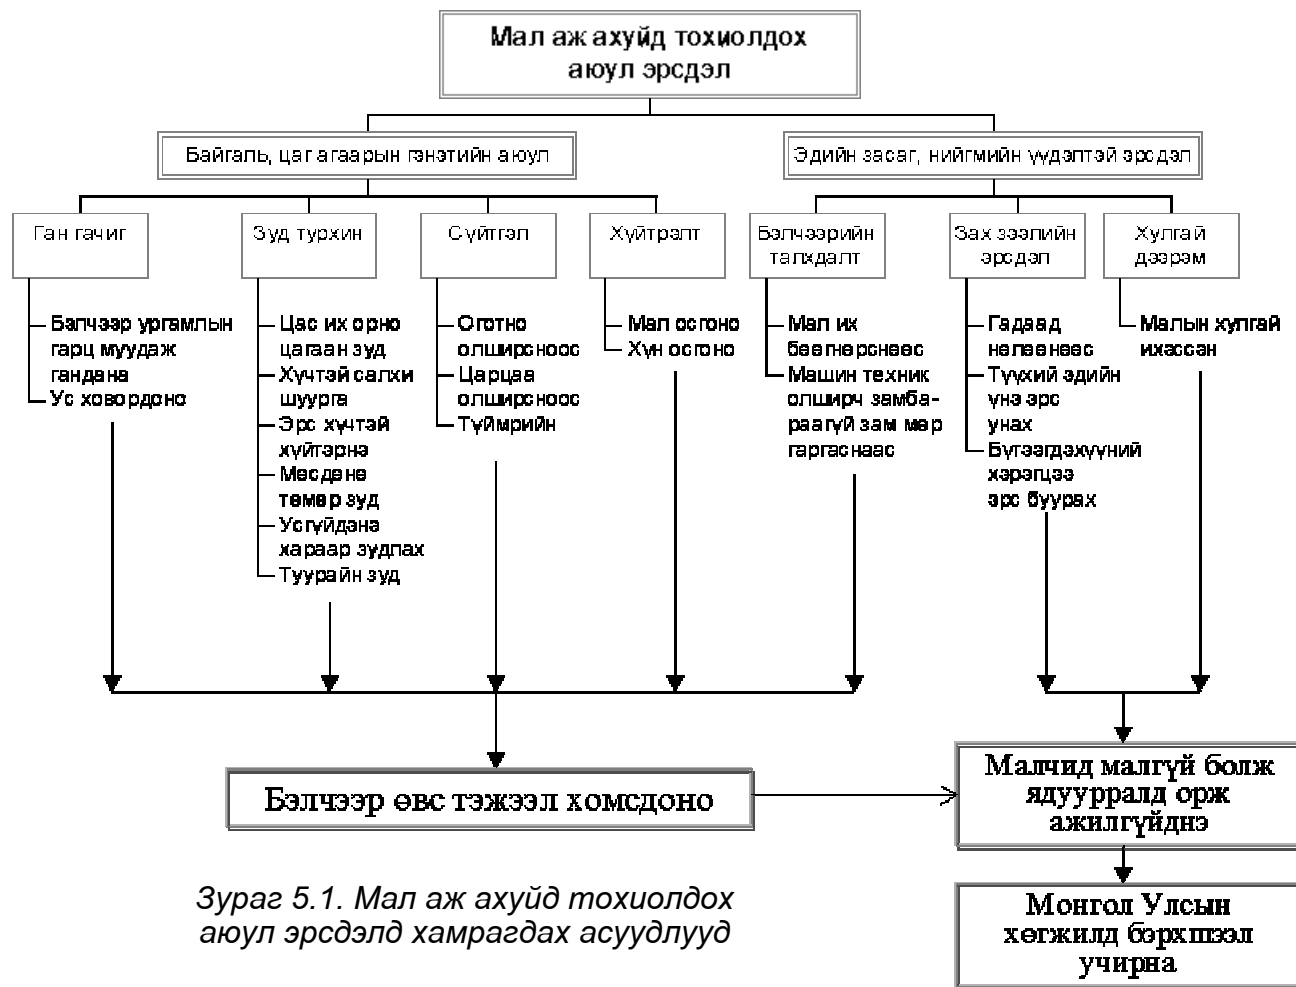 Мал аж ахуйд тохиолдох
аюул эрсдэл
Байгаль, цаг агаарын гэнэтийн аюул
Эдийн засаг, нийгмийн үүдэлтэй эрсдэл
Ган гачиг
Зуд турхин
Сүйтгэл
Хүйтрэлт
Бэлчээрийн
талхдалт
Зах зээлийн
эрсдэл
Хулгай
дээрэм
Бэлчээр ургамлын
гарц муудаж
гандана
Ус ховордоно
Цас их орно
цагаан зуд
Хүчтэй салхи
шуурга
Эрс хүчтэй
хүйтэрнэ
Мөсдөнө
төмөр зуд
Усгүйдэнэ
хараар зудлах
Туурайн зуд
Оготно
олширсноос
Царцаа
олширсноос
Түймрийн
Мал осгоно
Хүн осгоно
Мал их
бөөгнөрснөөс
Машин техник
олширч замба-
раагүй зам мөр
гаргаснаас
Гадаад
нөлөөнөөс
Түүхий эдийн
үнэ эрс
унах
Бүтээгдэхүүний
хэрэгцээ
эрс буурах
Малын хулгай
ихэссэн
Бэлчээр өвс тэжээл хомсдоно
Малчид малгүй болж
ядуурралд орж
ажилгүйднэ
Монгол Улсын
хөгжилд бэрхшээл
учирна
Зураг 5.1. Мал аж ахуйд тохиолдох
аюул эрсдэлд хамрагдах асуудлууд